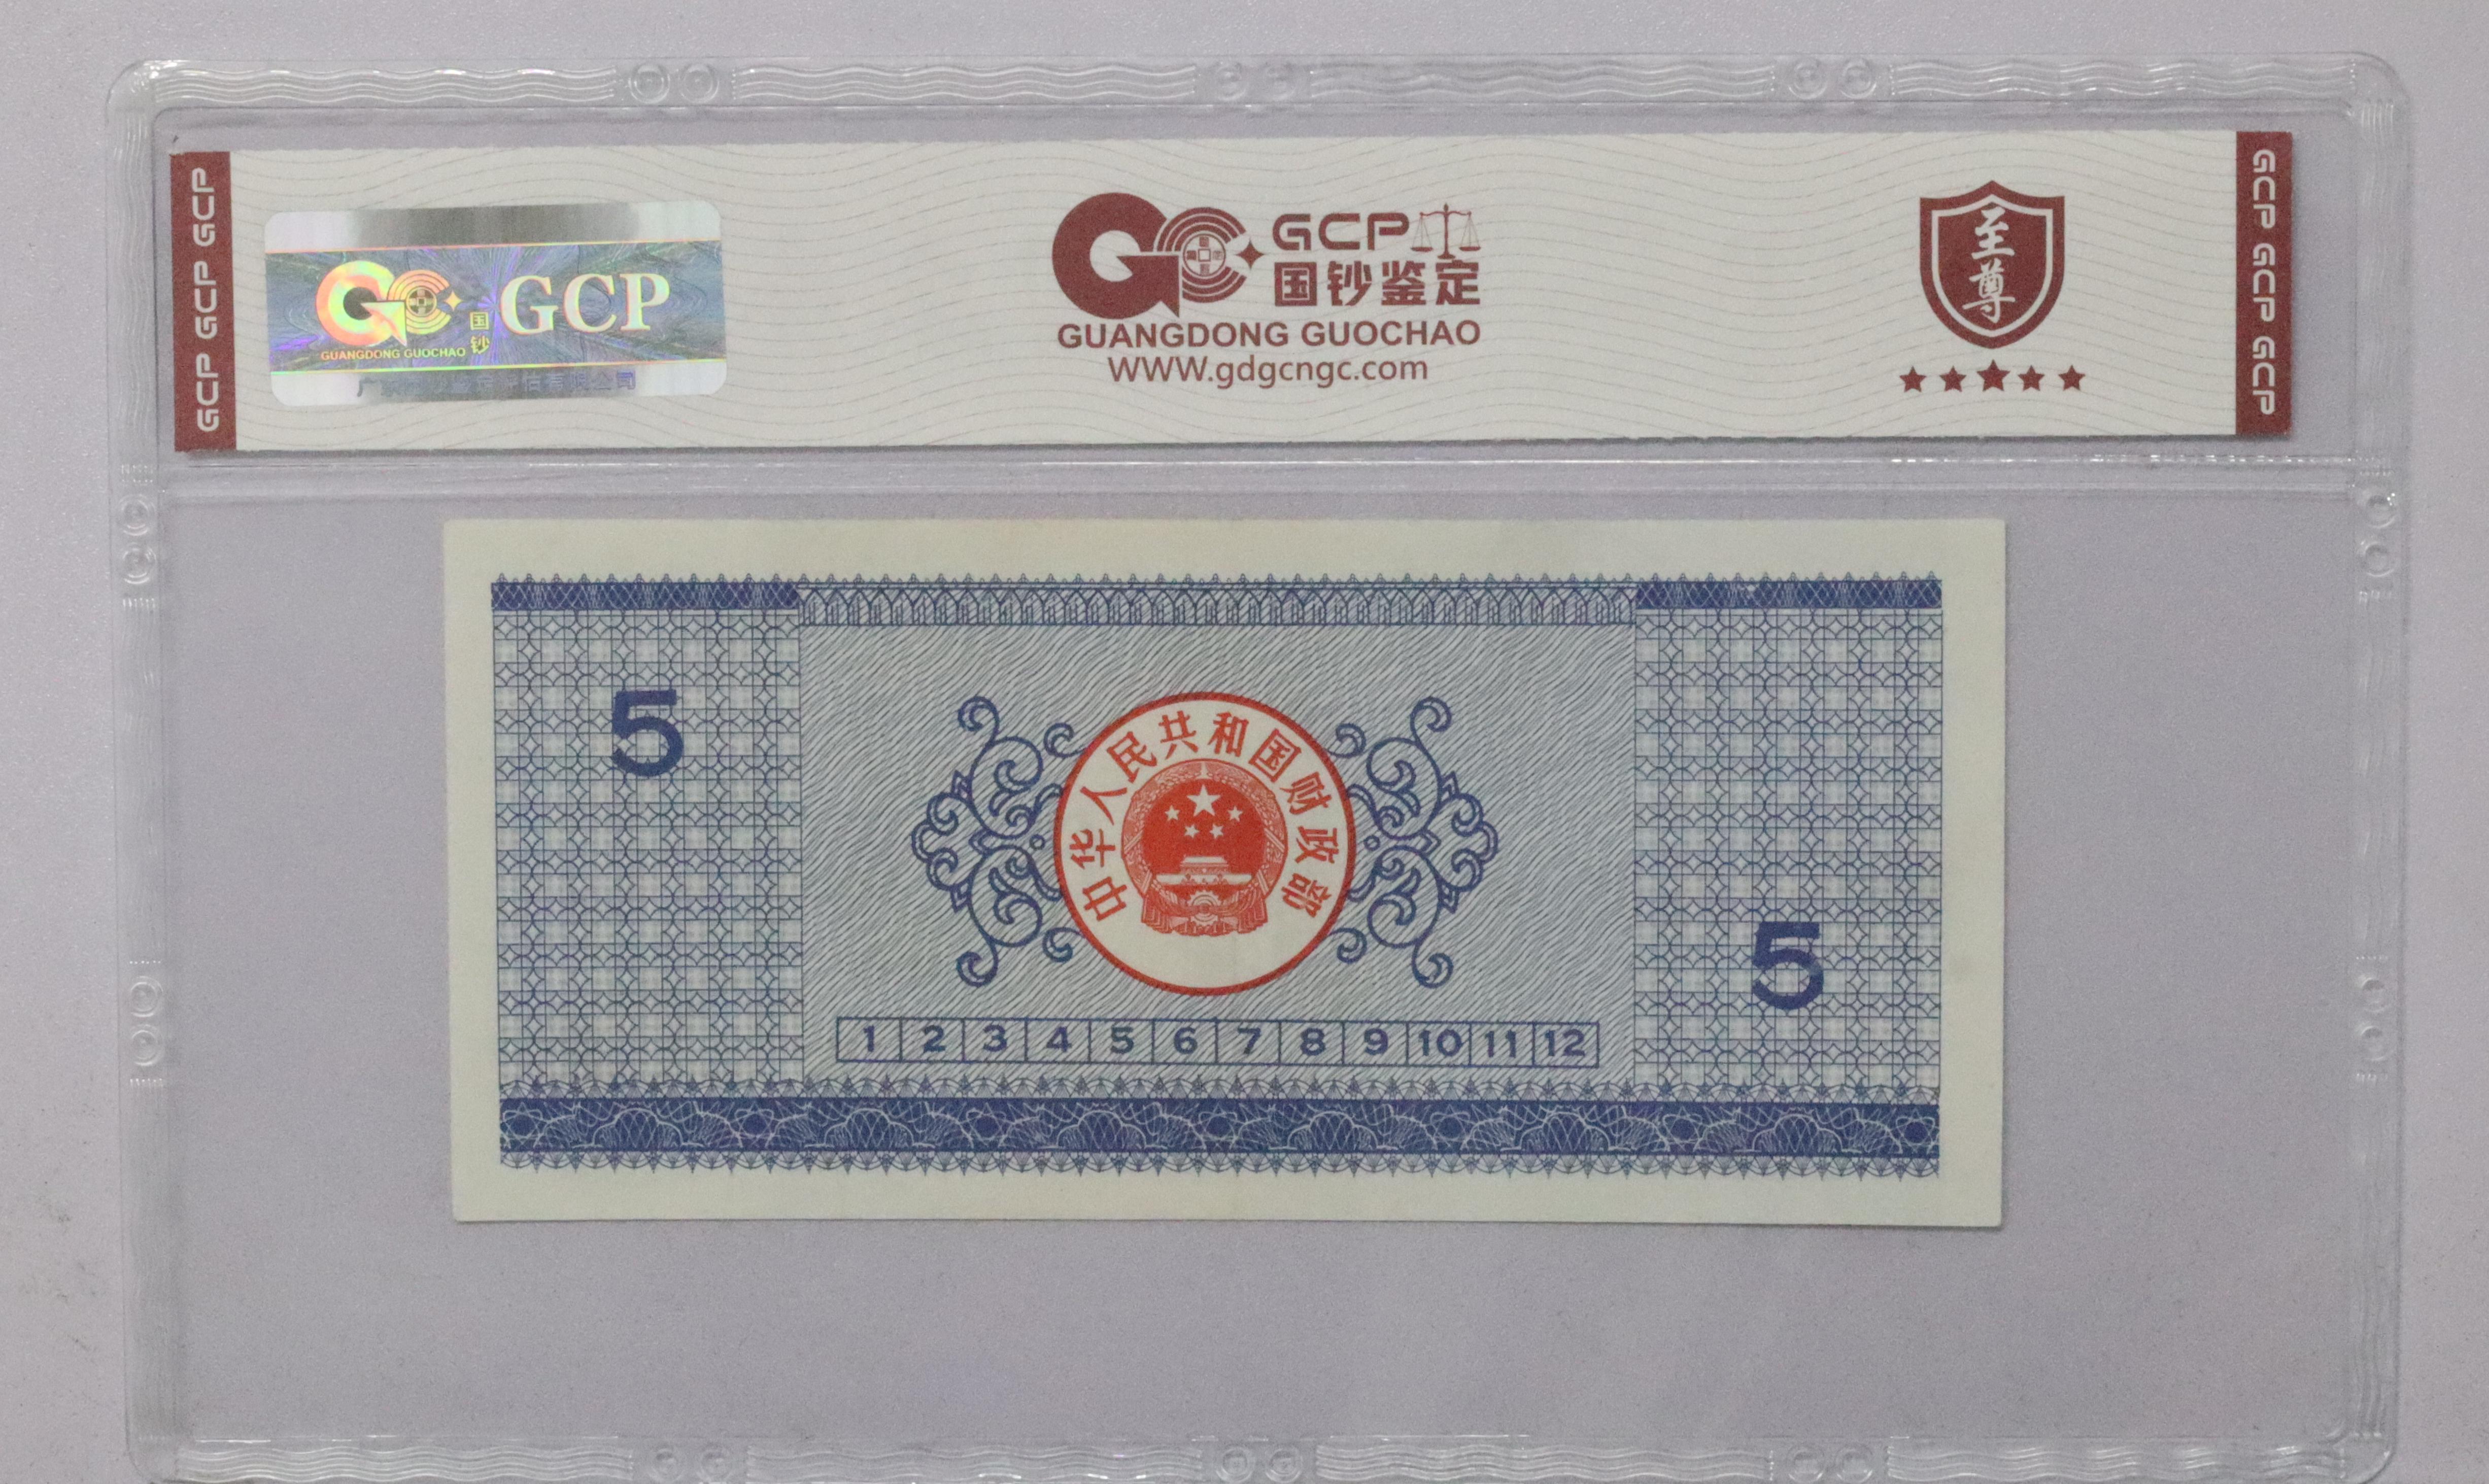 GCP GCP GCP
GUANGDONG GUOCHAO
国钞
GCP
GCP
国钞鉴定
GUANGDONG GUOCHAO
WWW.gdgcngc.com
至尊
GCP GCP GCP
5
中华人民共和国财政部
5
1 2 3 4 5 6 7 8 9 10 11 12